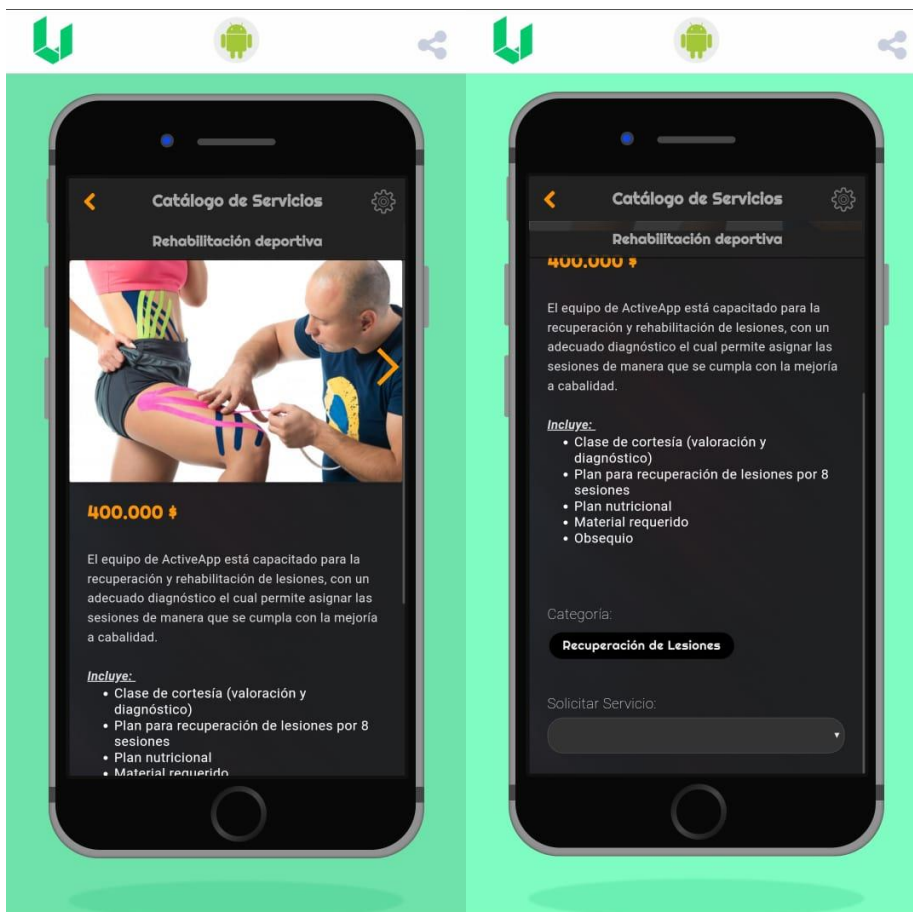 Catálogo de Servicios
Rehabilitación deportiva
400.000 $
El equipo de ActiveApp está capacitado para la
recuperación y rehabilitación de lesiones, con un
adecuado diagnóstico el cual permite asignar las
sesiones de manera que se cumpla con la mejoría
a cabalidad.
Incluye:
• Clase de cortesía (valoración y
diagnóstico)
• Plan para recuperación de lesiones por 8
sesiones
• Plan nutricional
• Material requerido
Catálogo de Servicios
Rehabilitación deportiva
400.000 $
El equipo de ActiveApp está capacitado para la
recuperación y rehabilitación de lesiones, con un
adecuado diagnóstico el cual permite asignar las
sesiones de manera que se cumpla con la mejoría
a cabalidad.
Incluye:
• Clase de cortesía (valoración y
diagnóstico)
• Plan para recuperación de lesiones por 8
sesiones
• Plan nutricional
• Material requerido
• Obsequio
Categoría:
Recuperación de Lesiones
Solicitar Servicio: